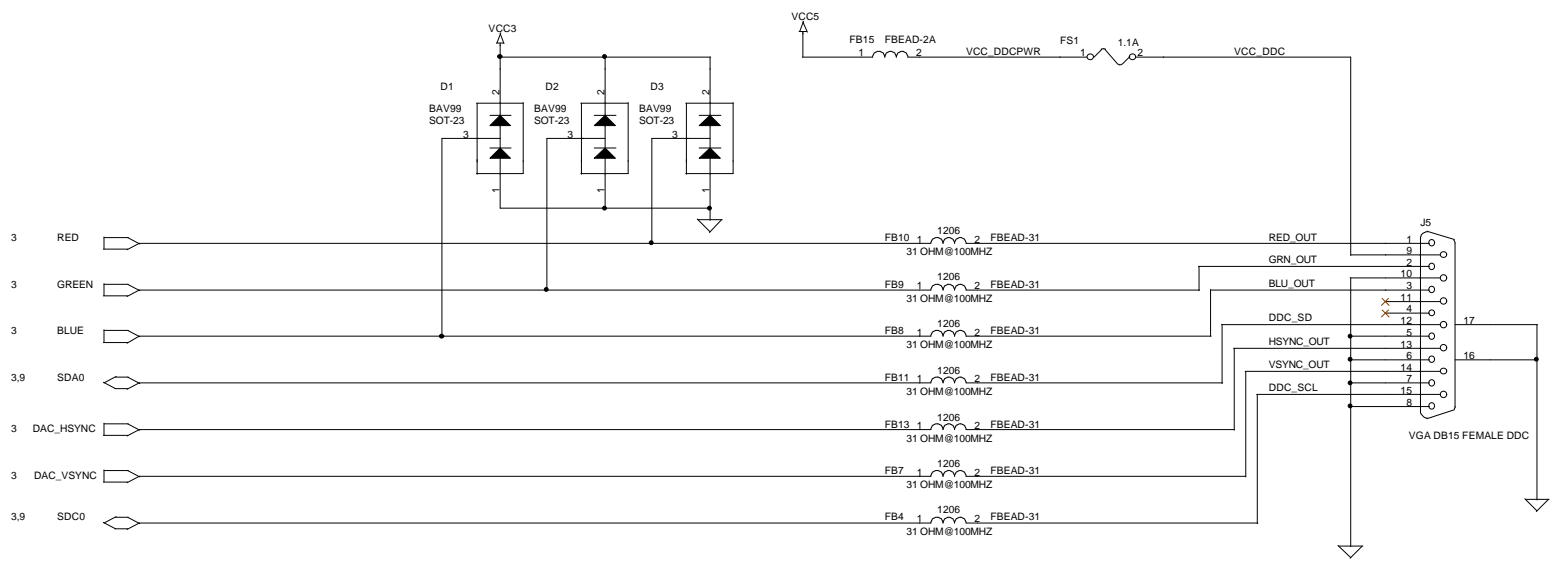 VCC3
VCC5
FB15 FBEAD-2A
1 2
VCC_DDCPWR
FS1 1.1A
1 2
VCC_DDC
D1
BAV99
SOT-23
2
3
1
D2
BAV99
SOT-23
2
3
1
D3
BAV99
SOT-23
2
3
1
3 RED
FB10 1 1206 2 FBEAD-31
31 OHM@100MHZ
RED_OUT
3 GREEN
FB9 1 1206 2 FBEAD-31
31 OHM@100MHZ
GRN_OUT
3 BLUE
FB8 1 1206 2 FBEAD-31
31 OHM@100MHZ
BLU_OUT
3,9 SDA0
FB11 1 1206 2 FBEAD-31
31 OHM@100MHZ
DDC_SD
3 DAC_HSYNC
FB13 1 1206 2 FBEAD-31
31 OHM@100MHZ
HSYNC_OUT
3 DAC_VSYNC
FB7 1 1206 2 FBEAD-31
31 OHM@100MHZ
VSYNC_OUT
3,9 SDC0
FB4 1 1206 2 FBEAD-31
31 OHM@100MHZ
DDC_SCL
J5
1
9
2
10
3
11
4
12
5
13
6
14
7
15
8
17
16
VGA DB15 FEMALE DDC